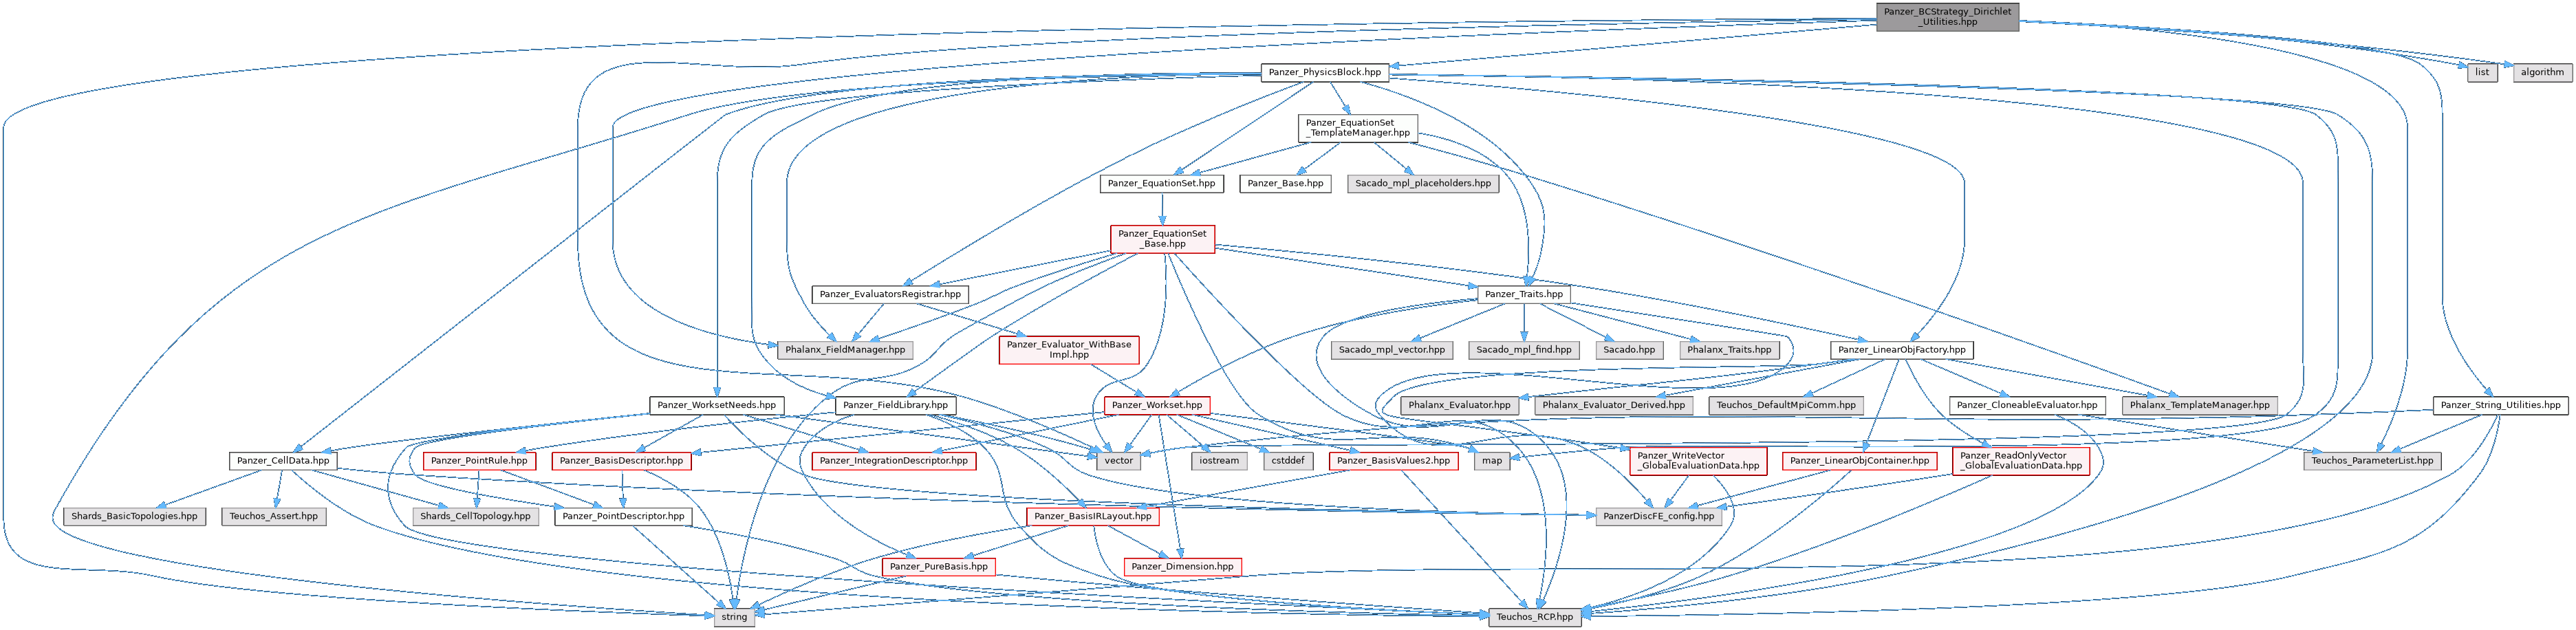 Panzer_BCStrategy_Dirichlet
_Utilities.hpp
Panzer_PhysicsBlock.hpp
list
algorithm
Panzer_EquationSet
_TemplateManager.hpp
Panzer_EquationSet.hpp
Panzer_Base.hpp
Sacado_mpl_placeholders.hpp
Panzer_EquationSet
_Base.hpp
Panzer_EvaluatorsRegistrar.hpp
Panzer_Traits.hpp
Phalanx_FieldManager.hpp
Panzer_Evaluator_WithBase
Impl.hpp
Sacado_mpl_vector.hpp
Sacado_mpl_find.hpp
Sacado.hpp
Phalanx_Traits.hpp
Panzer_LinearObjFactory.hpp
Panzer_WorksetNeeds.hpp
Panzer_FieldLibrary.hpp
Panzer_Workset.hpp
Phalanx_Evaluator.hpp
Phalanx_Evaluator_Derived.hpp
Teuchos_DefaultMpiComm.hpp
Panzer_CloneableEvaluator.hpp
Phalanx_TemplateManager.hpp
Panzer_String_Utilities.hpp
Panzer_CellData.hpp
Panzer_PointRule.hpp
Panzer_BasisDescriptor.hpp
Panzer_IntegrationDescriptor.hpp
vector
iostream
cstddef
Panzer_BasisValues2.hpp
map
Panzer_WriteVector
_GlobalEvaluationData.hpp
Panzer_LinearObjContainer.hpp
Panzer_ReadOnlyVector
_GlobalEvaluationData.hpp
Teuchos_ParameterList.hpp
Shards_BasicTopologies.hpp
Teuchos_Assert.hpp
Shards_CellTopology.hpp
Panzer_PointDescriptor.hpp
Panzer_BasisIRLayout.hpp
PanzerDiscFE_config.hpp
Panzer_PureBasis.hpp
Panzer_Dimension.hpp
string
Teuchos_RCP.hpp